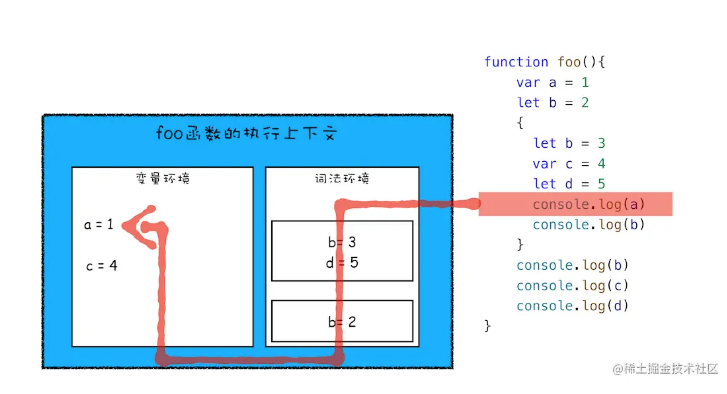 foo函数的执行上下文
变量环境
a = 1
c = 4
词法环境
b= 3
d = 5
b= 2
function foo(){
    var a = 1
    let b = 2
    {
      let b = 3
      var c = 4
      let d = 5
      console.log(a)
      console.log(b)
    }
    console.log(b)
    console.log(c)
    console.log(d)
}
@稀土掘金技术社区